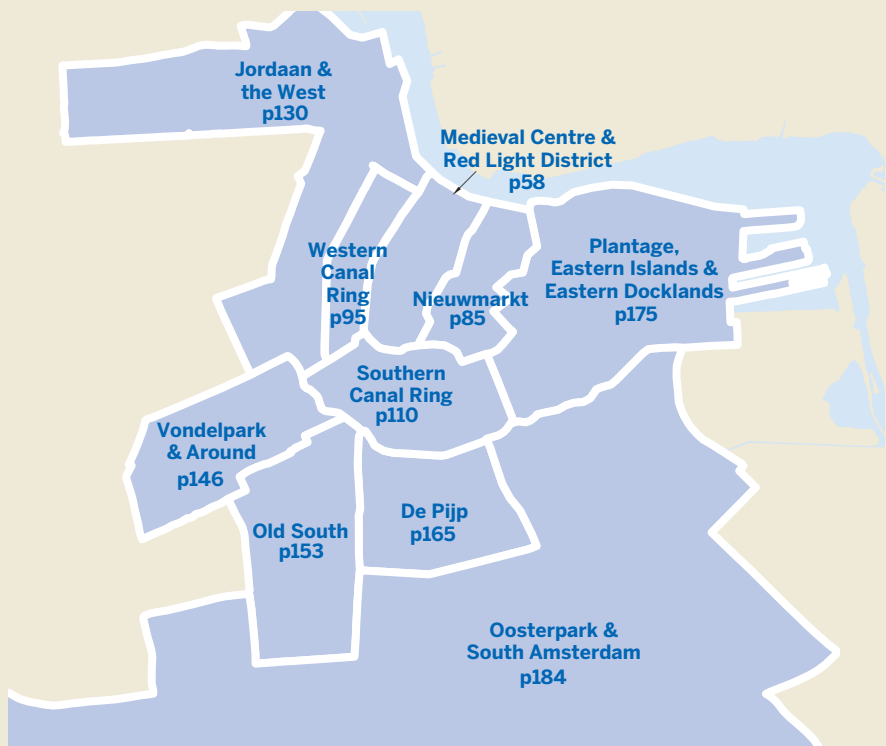 Jordaan &
the West
p130
Medieval Centre &
Red Light District
p58
Western
Canal
Ring
p95
Nieuwmarkt
p85
Plantage,
Eastern Islands &
Eastern Docklands
p175
Southern
Canal Ring
p110
Vondelpark
& Around
p146
Old South
p153
De Pijp
p165
Oosterpark &
South Amsterdam
p184